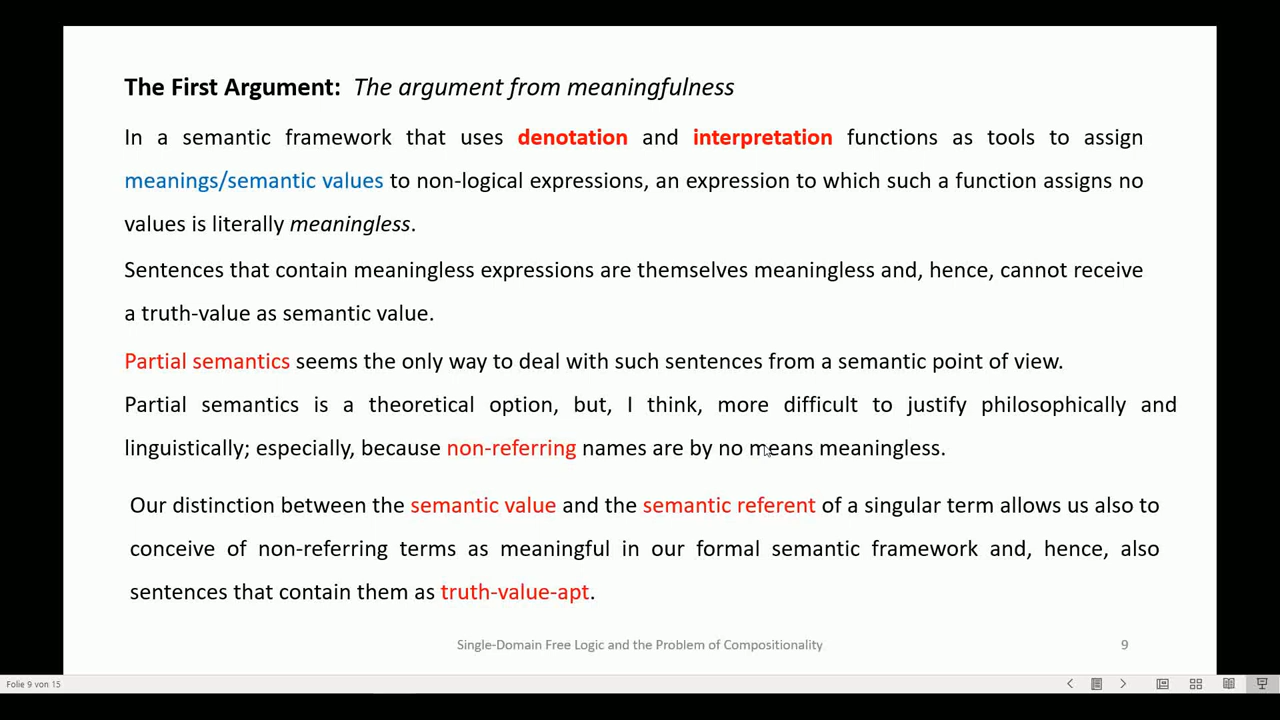 The First Argument: The argument from meaningfulness
In a semantic framework that uses denotation and interpretation functions as tools to assign
meanings/semantic values to non-logical expressions, an expression to which such a function assigns no
values is literally meaningless.
Sentences that contain meaningless expressions are themselves meaningless and, hence, cannot receive
a truth-value as semantic value.
Partial semantics seems the only way to deal with such sentences from a semantic point of view.
Partial semantics is a theoretical option, but, I think, more difficult to justify philosophically and
linguistically; especially, because non-referring names are by no means meaningless.
Our distinction between the semantic value and the semantic referent of a singular term allows us also to
conceive of non-referring terms as meaningful in our formal semantic framework and, hence, also
sentences that contain them as truth-value-apt.
Single-Domain Free Logic and the Problem of Compositionality 9
Folie 9 von 15